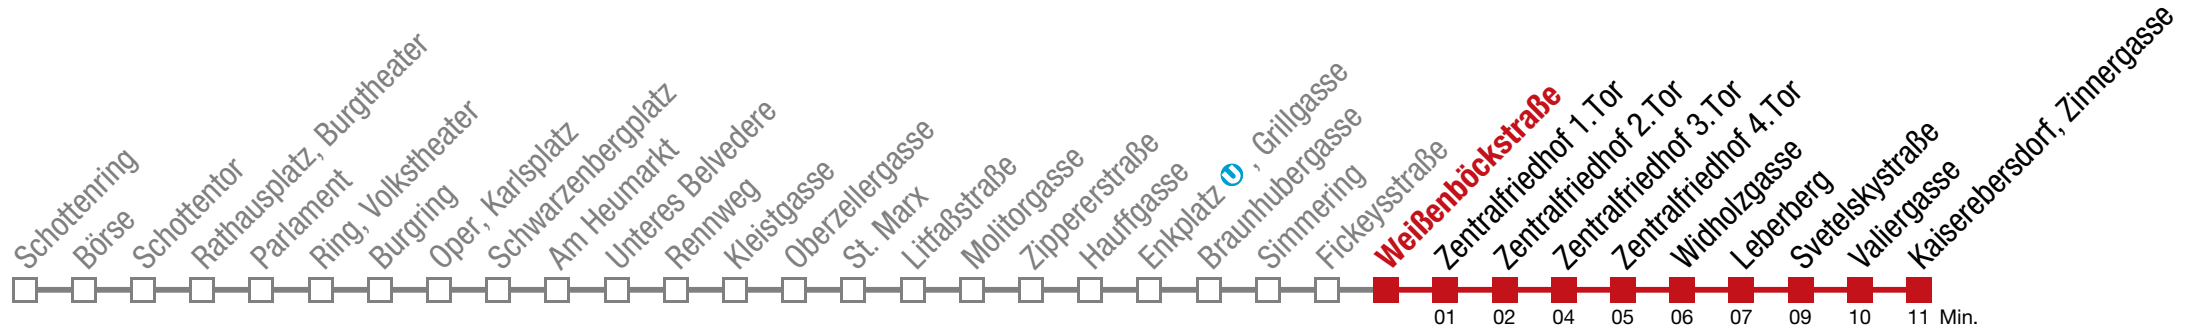 Schottenring
Börse
Schottentor
Rathausplatz, Burgtheater
Parlament
Ring, Volkstheater
Burgring
Oper, Karlsplatz
Schwarzenbergplatz
Am Heumarkt
Unteres Belvedere
Rennweg
Kleistgasse
Oberzellergasse
St. Marx
Litfaßstraße
Molitorgasse
Zippererstraße
Hauffgasse
Enkplatz U , Grillgasse
Braunhubergasse
Simmering
Fickeysstraße
Weißenböckstraße
Zentralfriedhof 1.Tor
Zentralfriedhof 2.Tor
Zentralfriedhof 3.Tor
Zentralfriedhof 4.Tor
Widholzgasse
Leberberg
Svetelskystraße
Valiergasse
Kaiserebersdorf, Zinnergasse
01 02 04 05 06 07 09 10 11 Min.